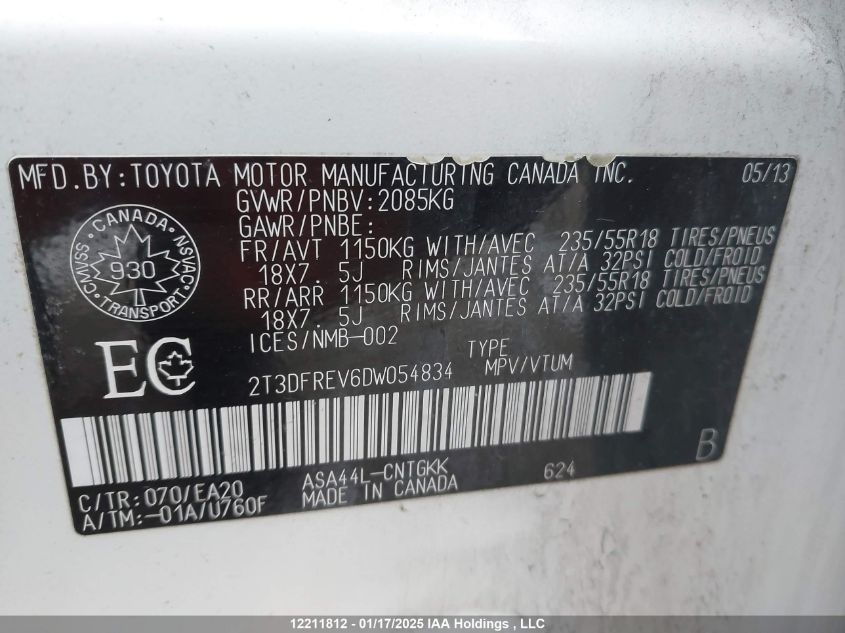 MFD.BY:TOYOTA MOTOR MANUFACTURING CANADA INC. 05/13
GVWR/PNBV:2085KG
GAWR/PNBE:
FR/AVT 1150KG WITH/AVEC 235/55R18 TIRES/PNEUS
18X7. 5J RIMS/JANTES AT/A 32PSI COLD/FROID
RR/ARR 1150KG WITH/AVEC 235/55R18 TIRES/PNEUS
18X7. 5J RIMS/JANTES AT/A 32PSI COLD/FROID
ICES/NMB-002
CANADA
CMVSS
NSVAC
930
TRANSPORT
EC
2T3DFREV6DW054834
TYPE
MPV/VTUM
B
C/TR:070/EA20
A/TM:-01A/U760F
ASA44L-CNTGKK
MADE IN CANADA
624
12211812 - 01/17/2025 IAA Holdings , LLC